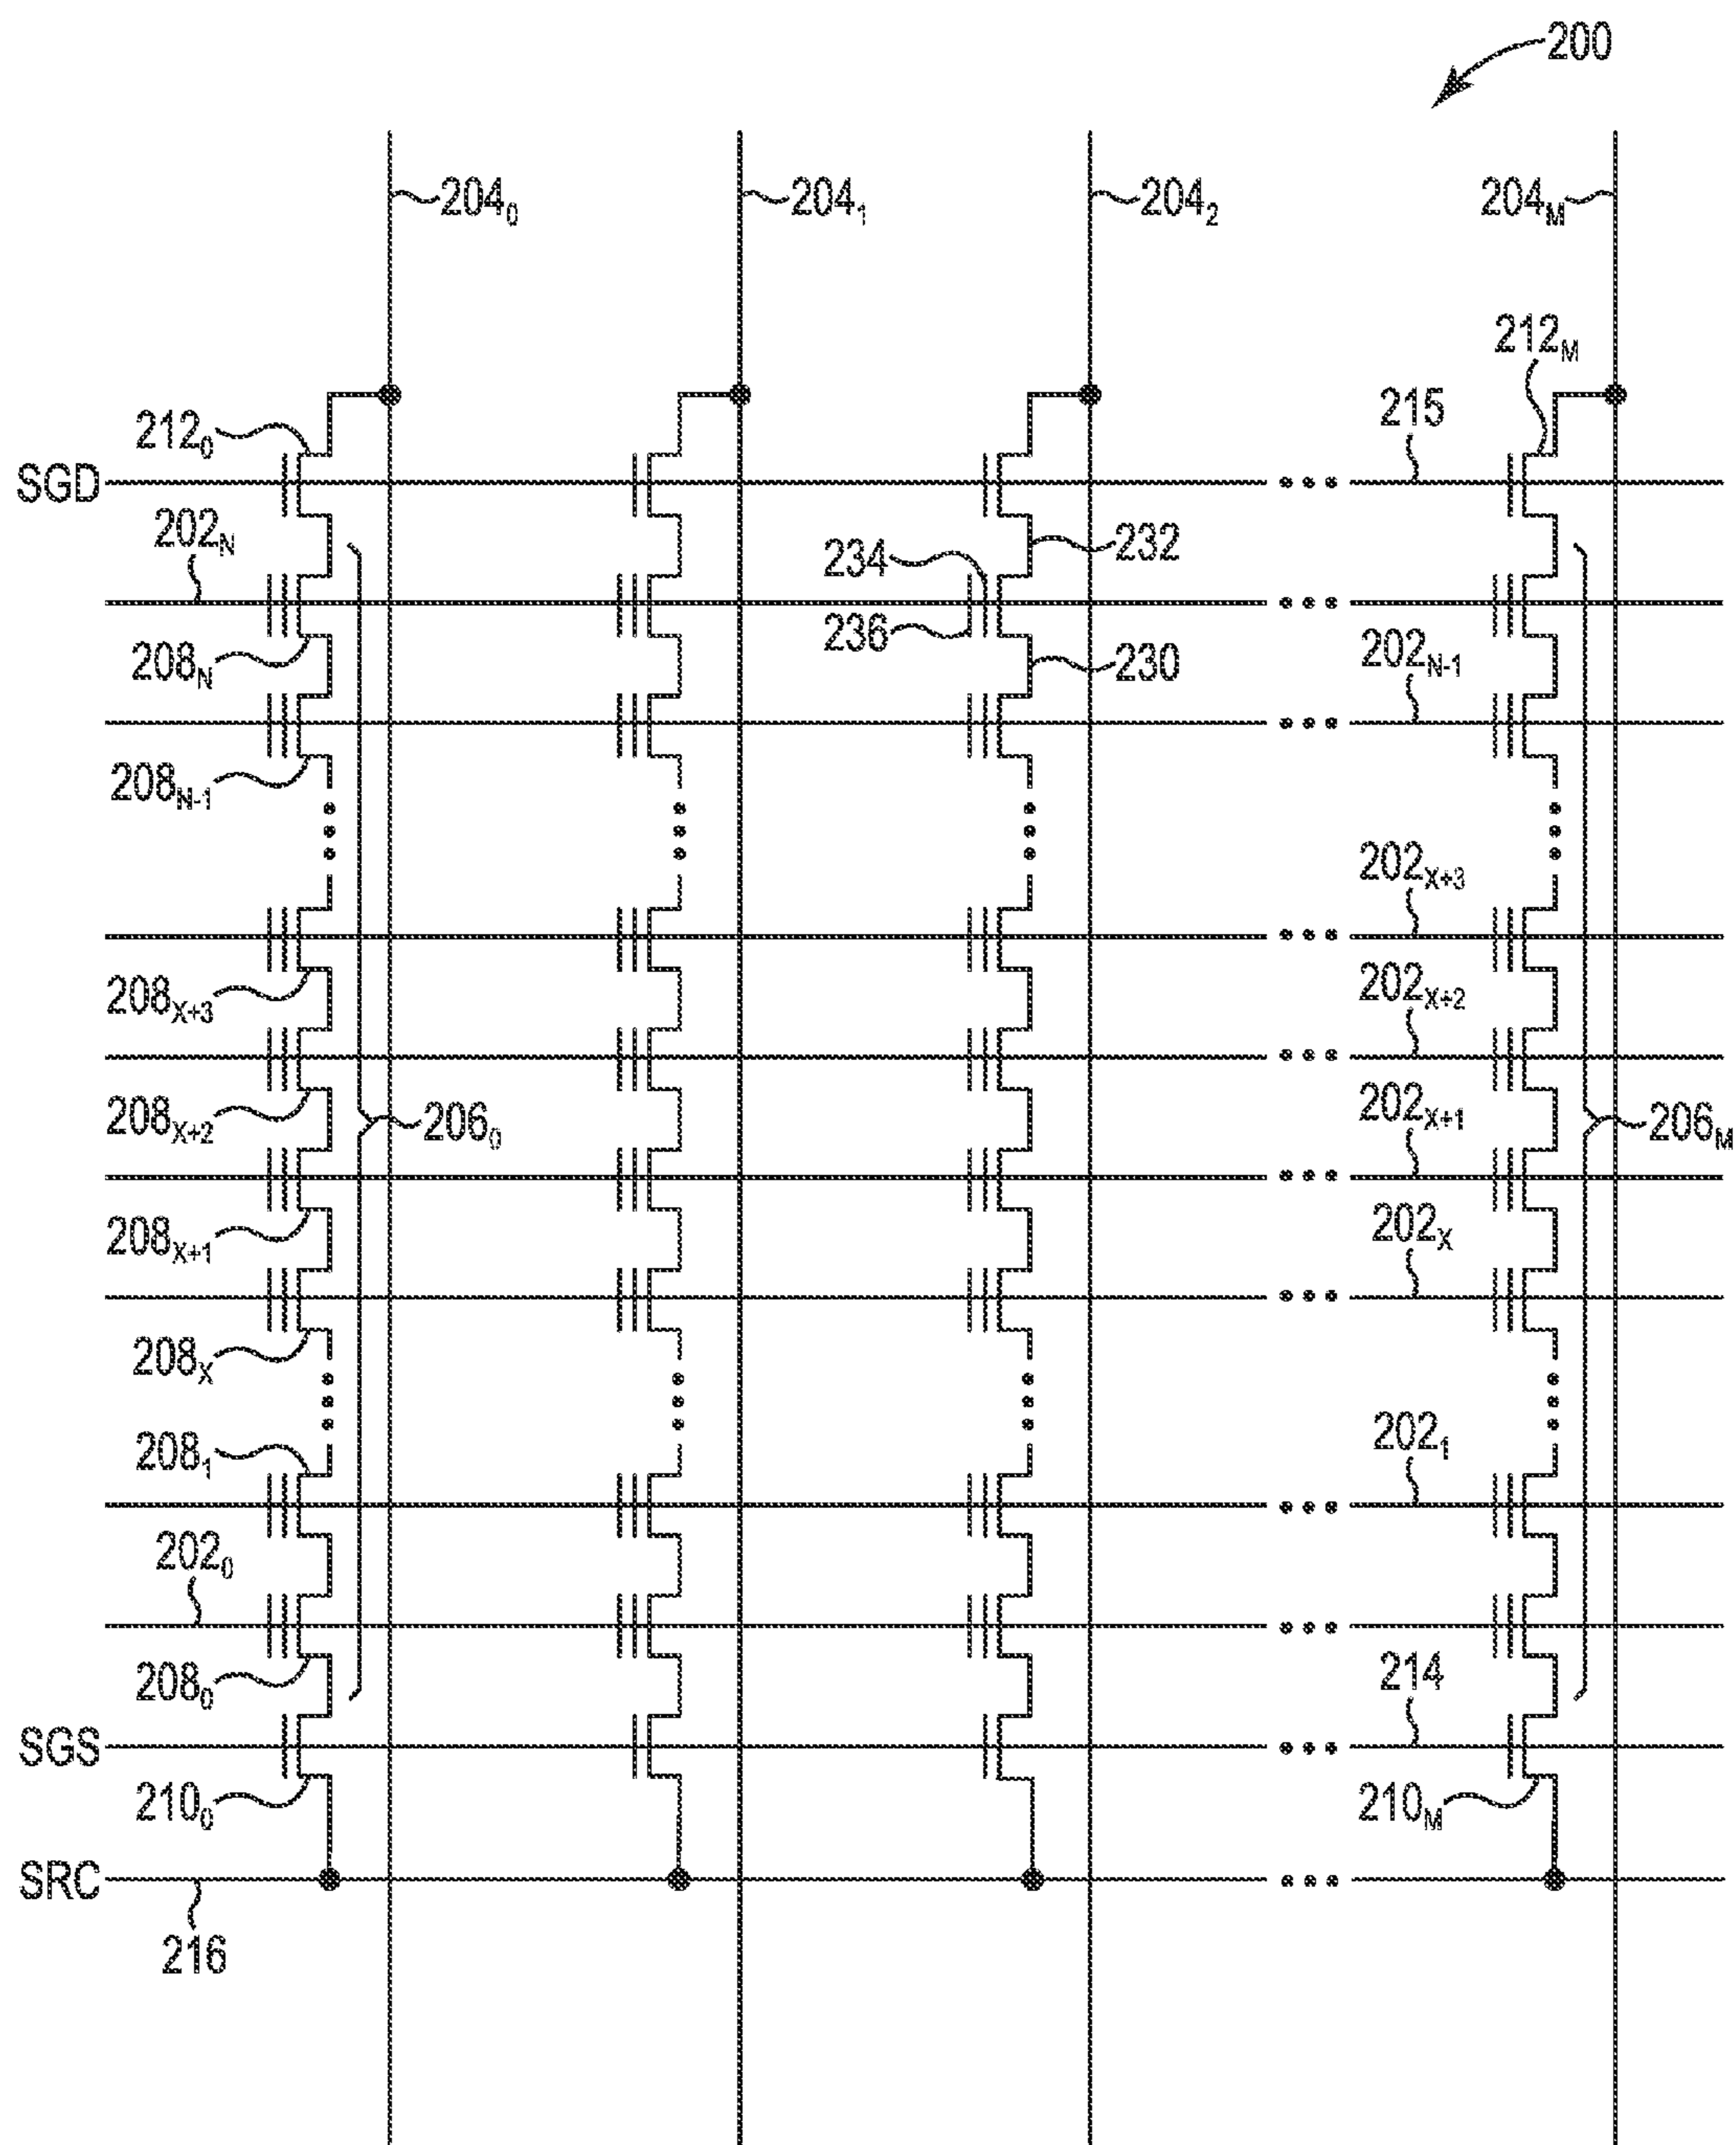 200
204₀ 204₁ 204₂ 204M
212M
212₀ 215
SGD
202N 234 232
236 202N-1
208N 230
208N-1
202X+3
208X+3 202X+2
208X+2 206₀ 202X+1 206M
208X+1 202X
208X
208₁ 202₁
202₀
208₀ 214
SGS
210₀ 210M
SRC
216